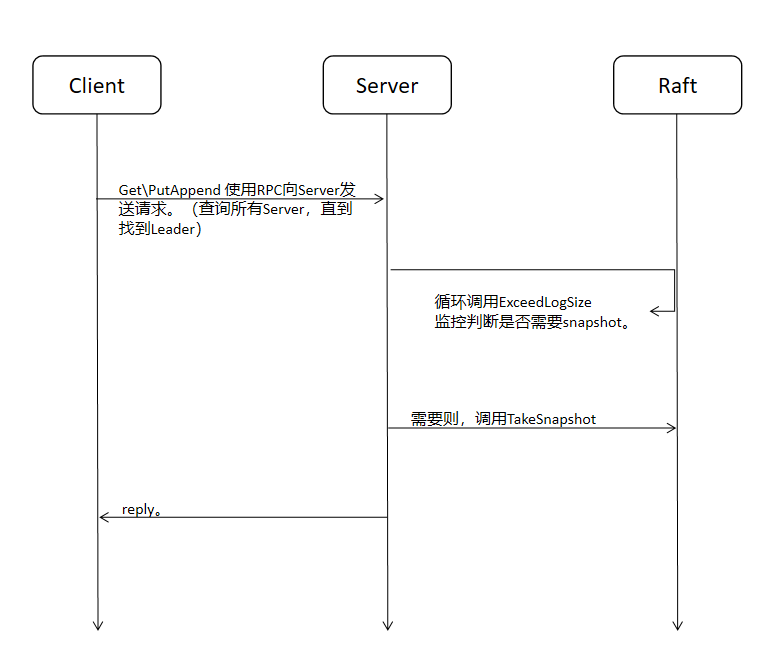 Client
Server
Raft
Get\PutAppend 使用RPC向Server发
送请求。（查询所有Server，直到
找到Leader）
循环调用ExceedLogSize
监控判断是否需要snapshot。
需要则，调用TakeSnapshot
reply。